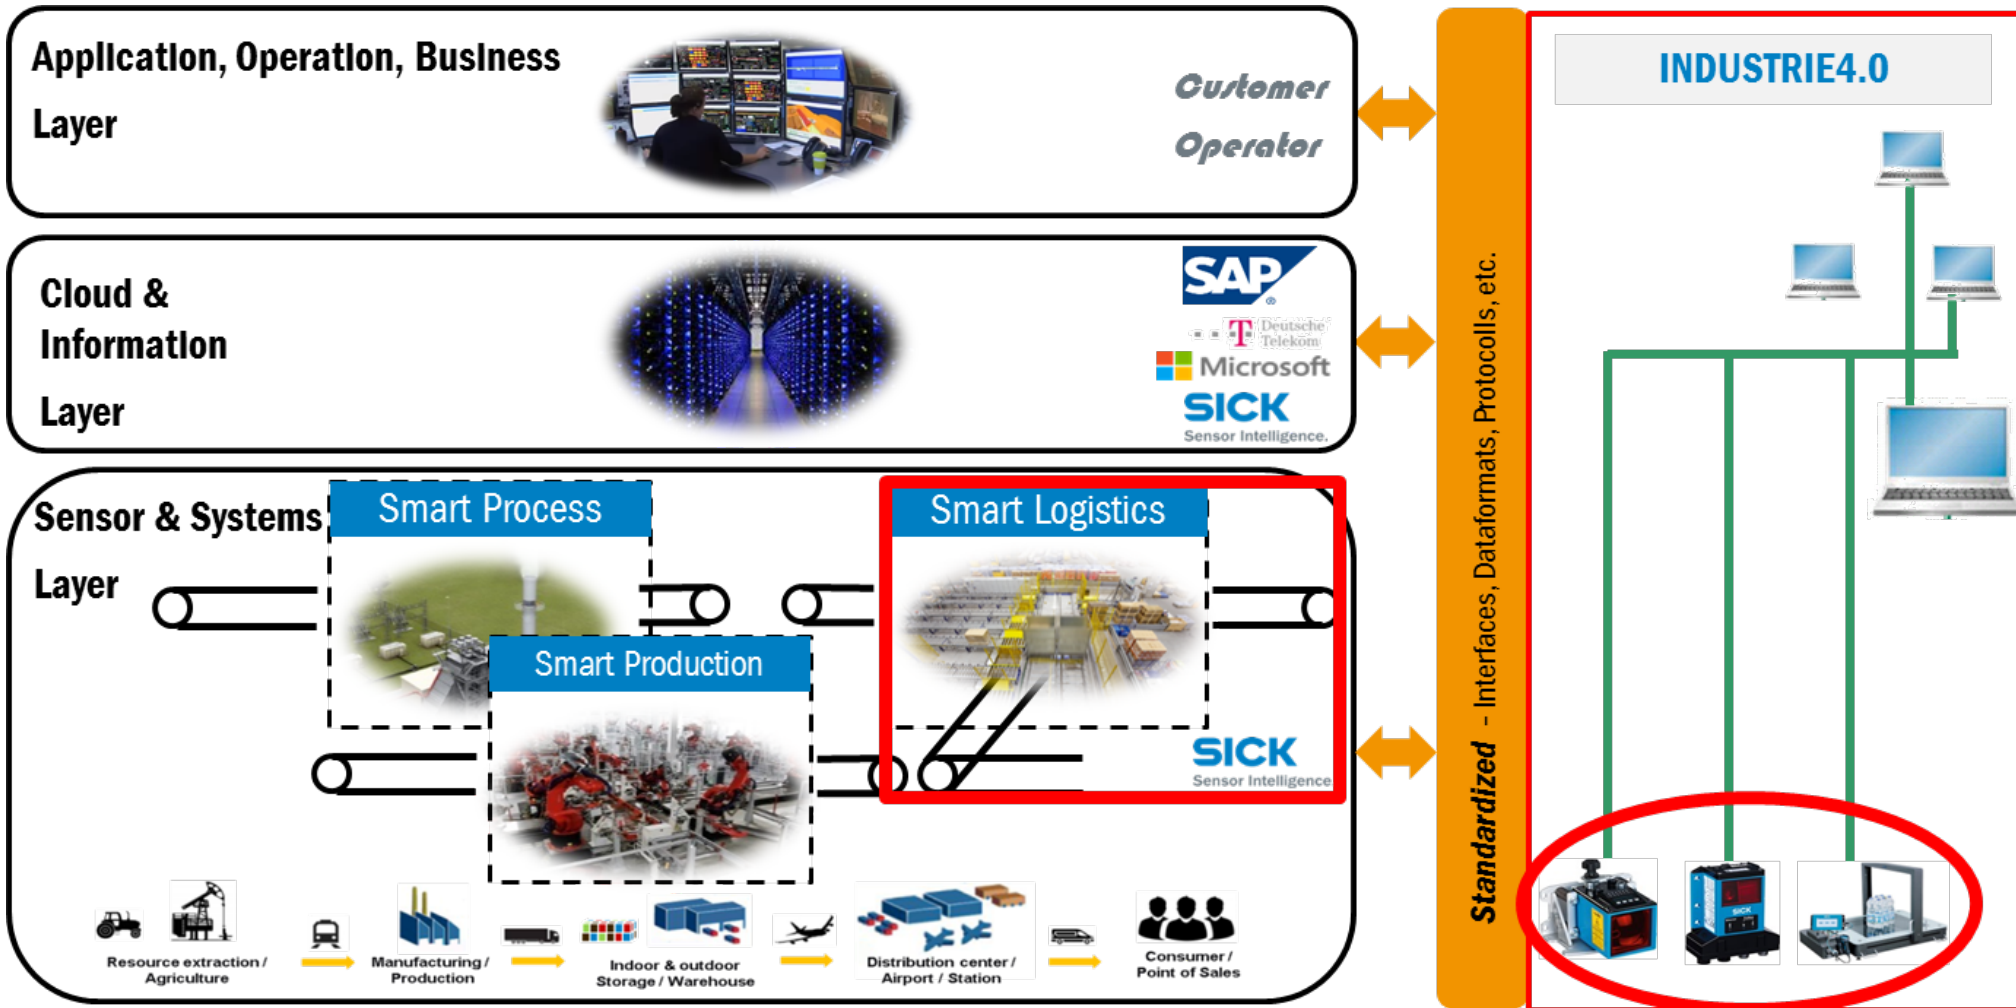 Application, Operation, Business
Layer
Customer
Operator
Cloud &
Information
Layer
SAP
®
T Deutsche
Telekom
Microsoft
SICK
Sensor Intelligence.
Sensor & Systems
Layer
Smart Process
Smart Production
Smart Logistics
SICK
Sensor Intelligence
Resource extraction /
Agriculture
Manufacturing /
Production
Indoor & outdoor
Storage / Warehouse
Distribution center /
Airport / Station
Consumer /
Point of Sales
Standardized - Interfaces, Dataformats, Protocolls, etc.
INDUSTRIE4.0
SICK